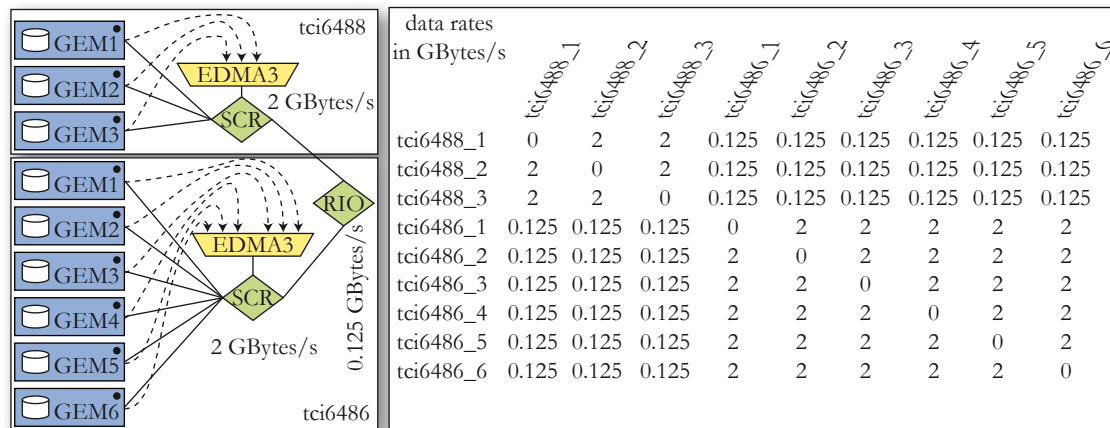 tci6488
GEM1
GEM2
GEM3
EDMA3
2 GBytes/s
SCR
GEM1
GEM2
GEM3
GEM4
GEM5
GEM6
RIO
EDMA3
SCR
2 GBytes/s
0.125 GBytes/s
tci6486
data rates
in GBytes/s
tci6488_1 tci6488_2 tci6488_3 tci6486_1 tci6486_2 tci6486_3 tci6486_4 tci6486_5 tci6486_6
tci6488_1 0 2 2 0.125 0.125 0.125 0.125 0.125 0.125
tci6488_2 2 0 2 0.125 0.125 0.125 0.125 0.125 0.125
tci6488_3 2 2 0 0.125 0.125 0.125 0.125 0.125 0.125
tci6486_1 0.125 0.125 0.125 0 2 2 2 2 2
tci6486_2 0.125 0.125 0.125 2 0 2 2 2 2
tci6486_3 0.125 0.125 0.125 2 2 0 2 2 2
tci6486_4 0.125 0.125 0.125 2 2 2 0 2 2
tci6486_5 0.125 0.125 0.125 2 2 2 2 0 2
tci6486_6 0.125 0.125 0.125 2 2 2 2 2 0